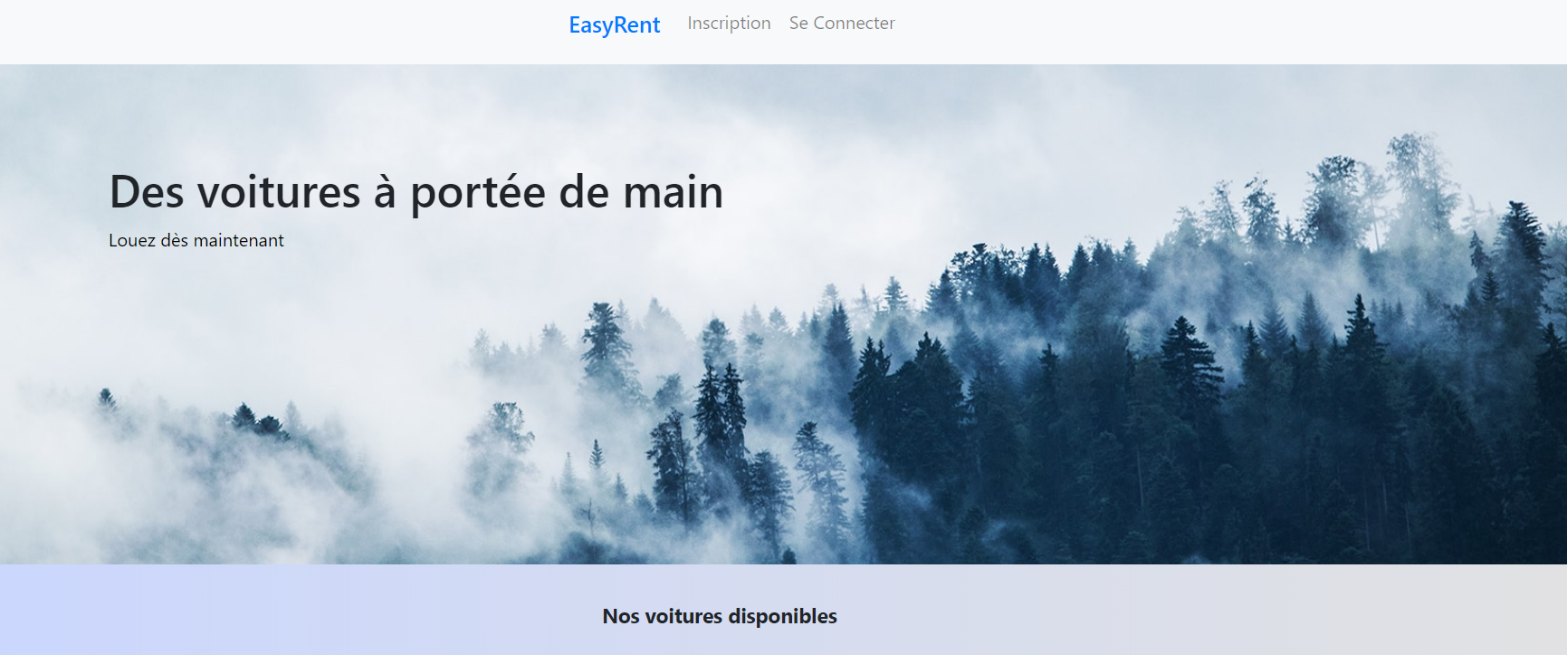 EasyRent Inscription Se Connecter
Des voitures à portée de main
Louez dès maintenant
Nos voitures disponibles